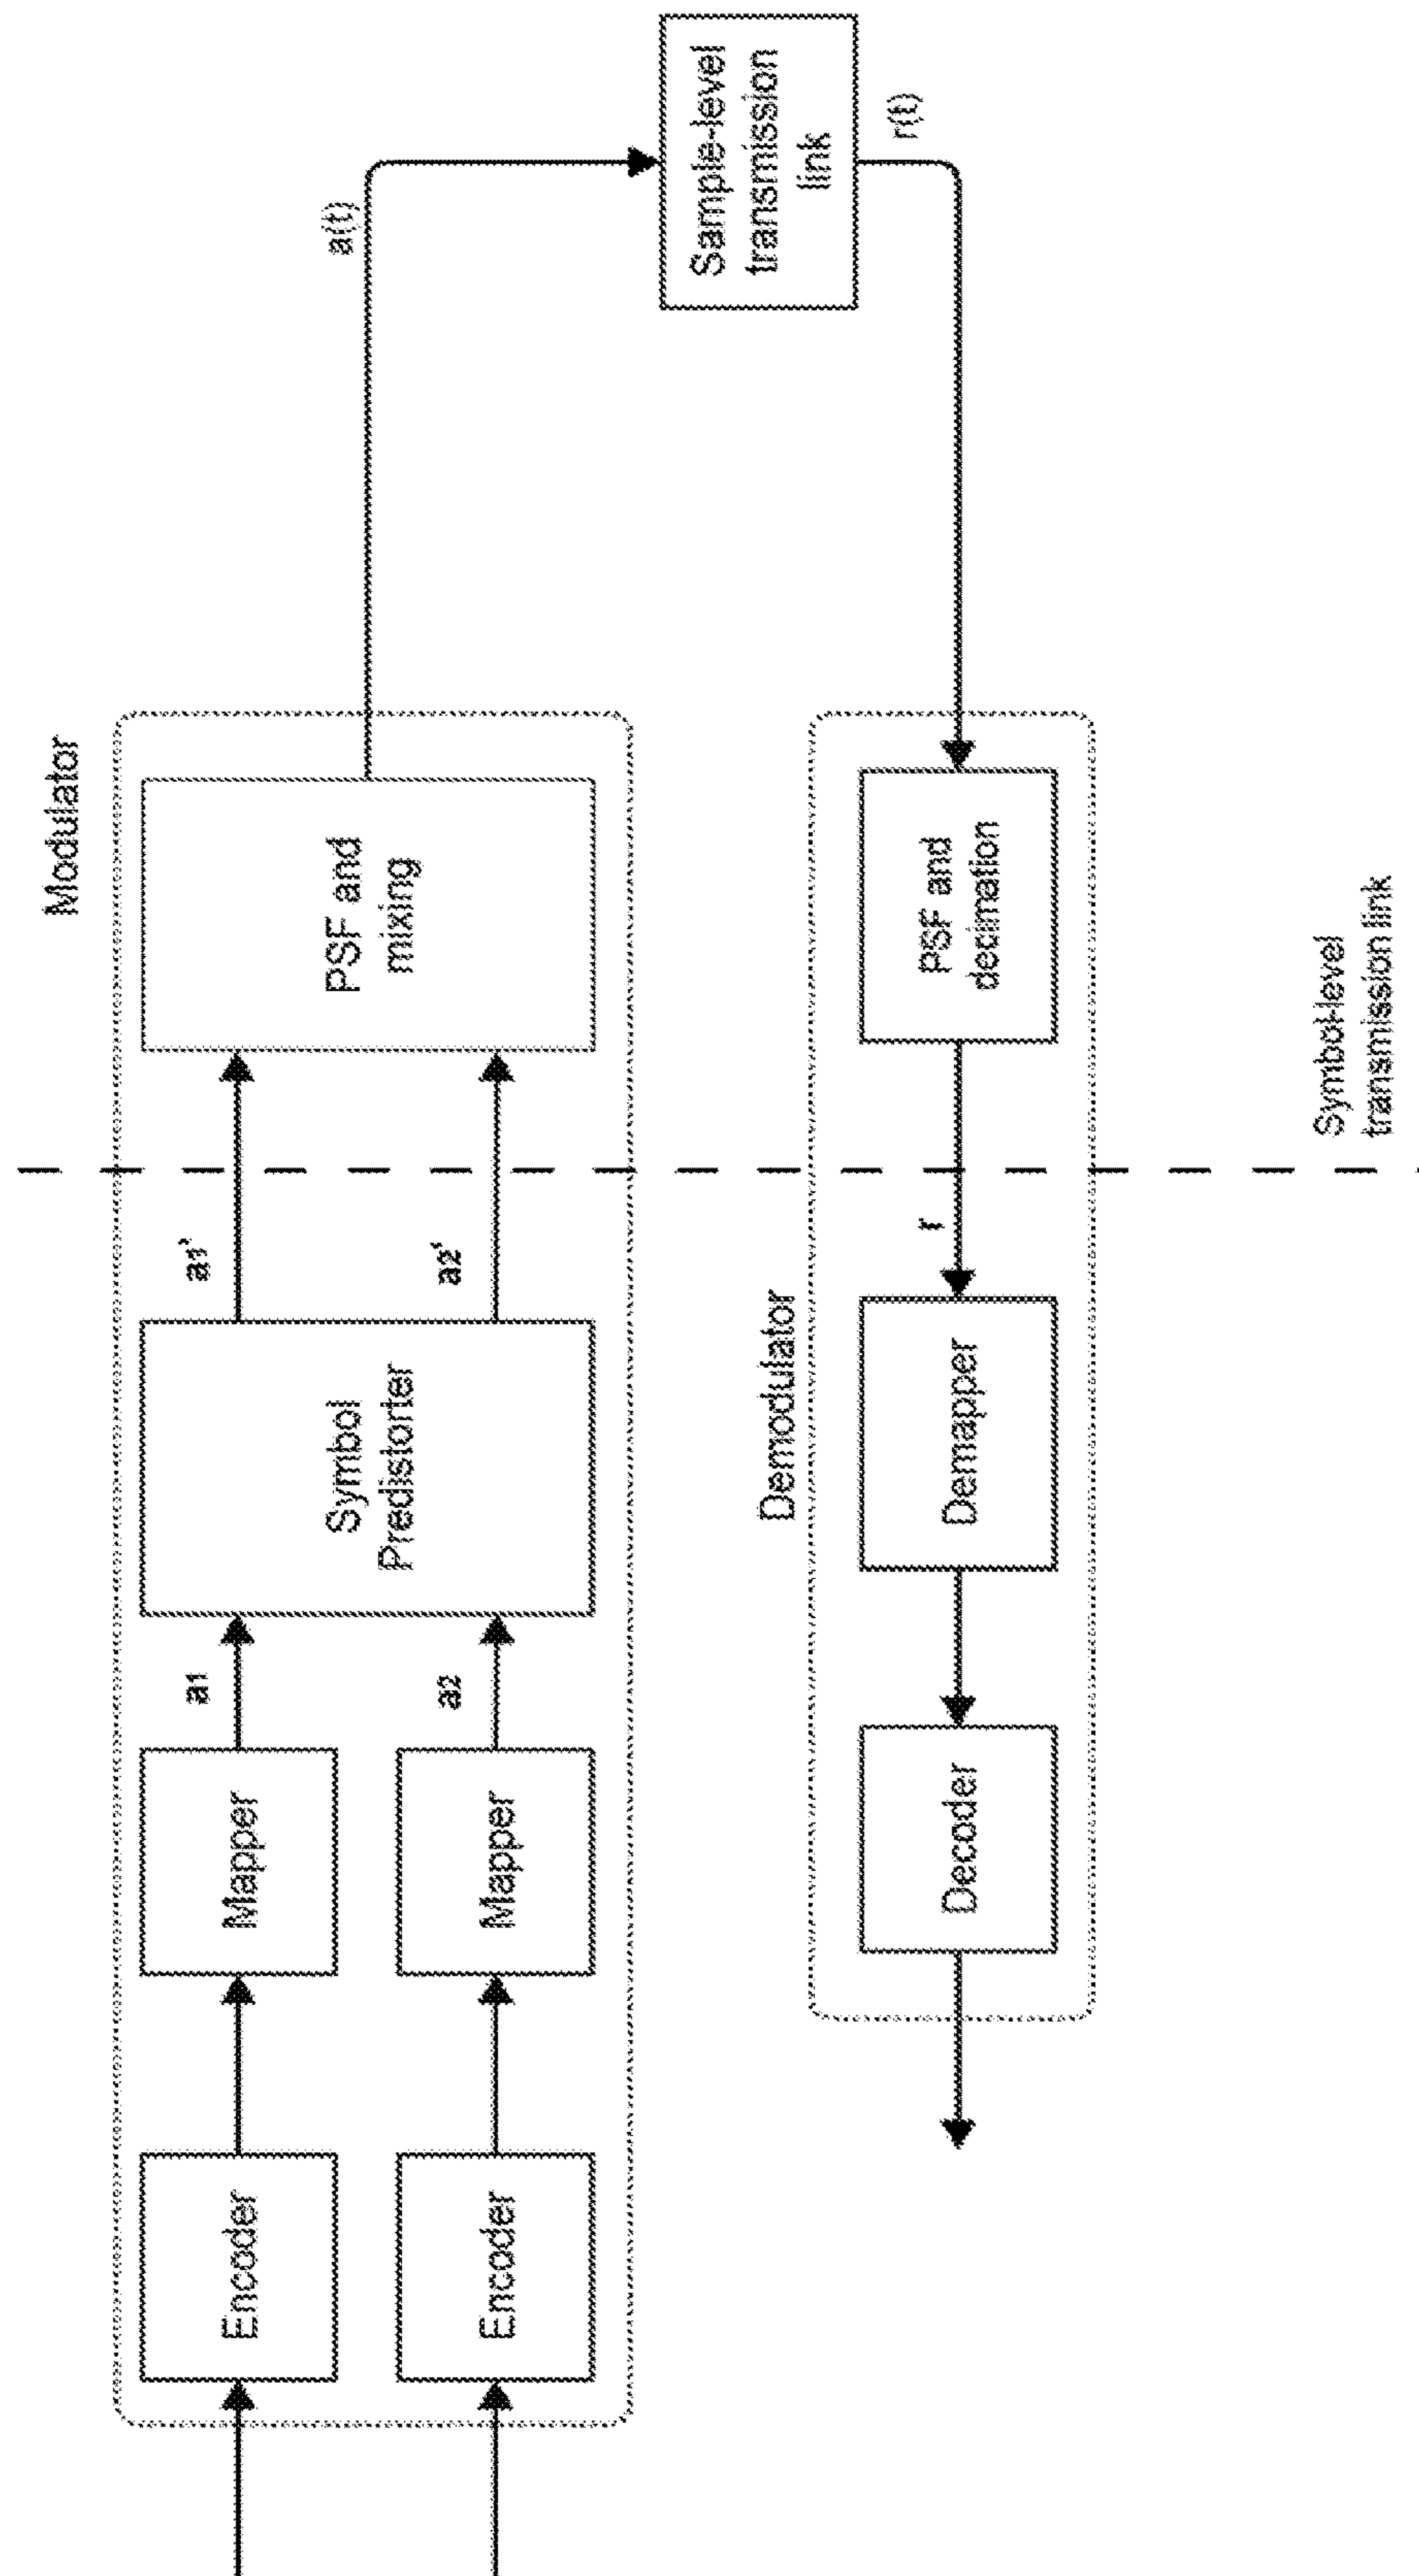 Modulator
Encoder
Mapper
a1
Symbol
Predistorter
a1'
PSF and
mixing
a(t)
Encoder
Mapper
a2
a2'
Sample-level
transmission
link
r(t)
Demodulator
Decoder
Demapper
r
PSF and
decimation
Symbol-level
transmission link